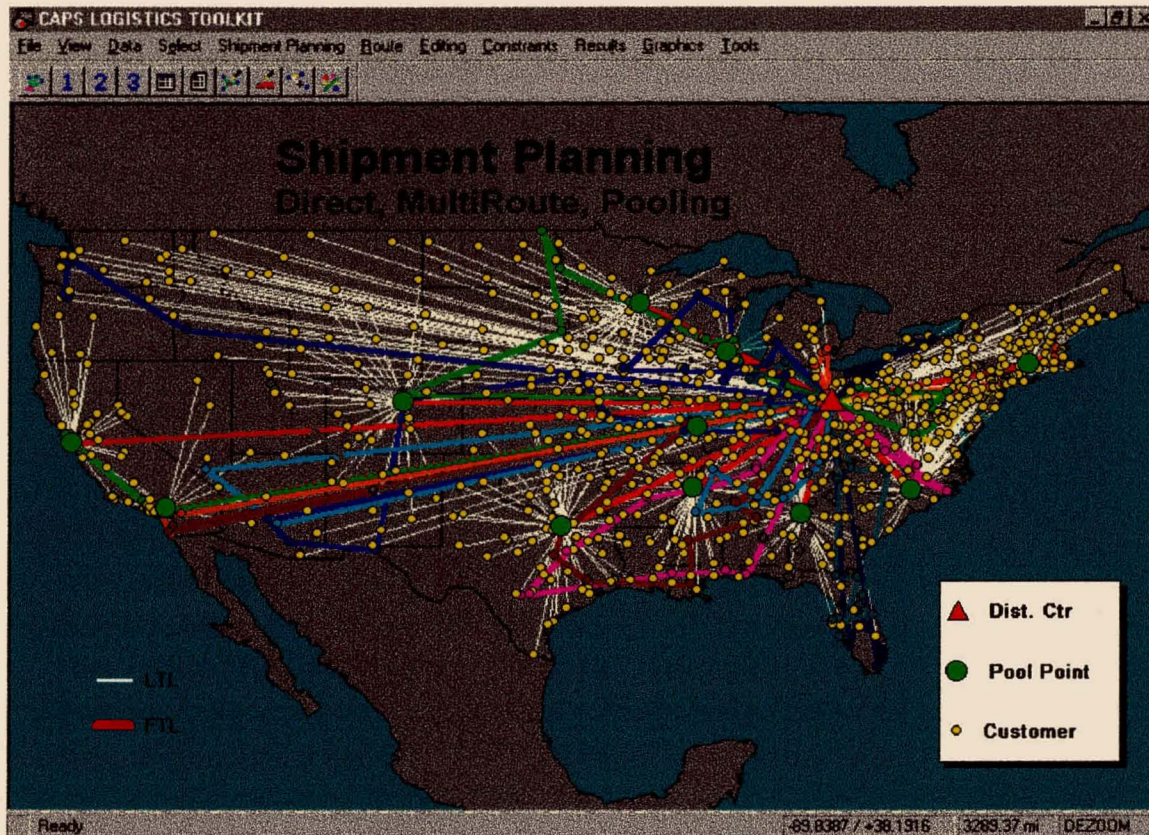 CAPS LOGISTICS TOOLKIT
File View Data Select Shipment Planning Route Editing Constraints Results Graphics Tools
1 2 3
Shipment Planning
Direct, MultiRoute, Pooling
Dist. Ctr
Pool Point
Customer
LTL
FTL
Ready -89.8387 / +38.1916 3289.37 mi DEZOOM